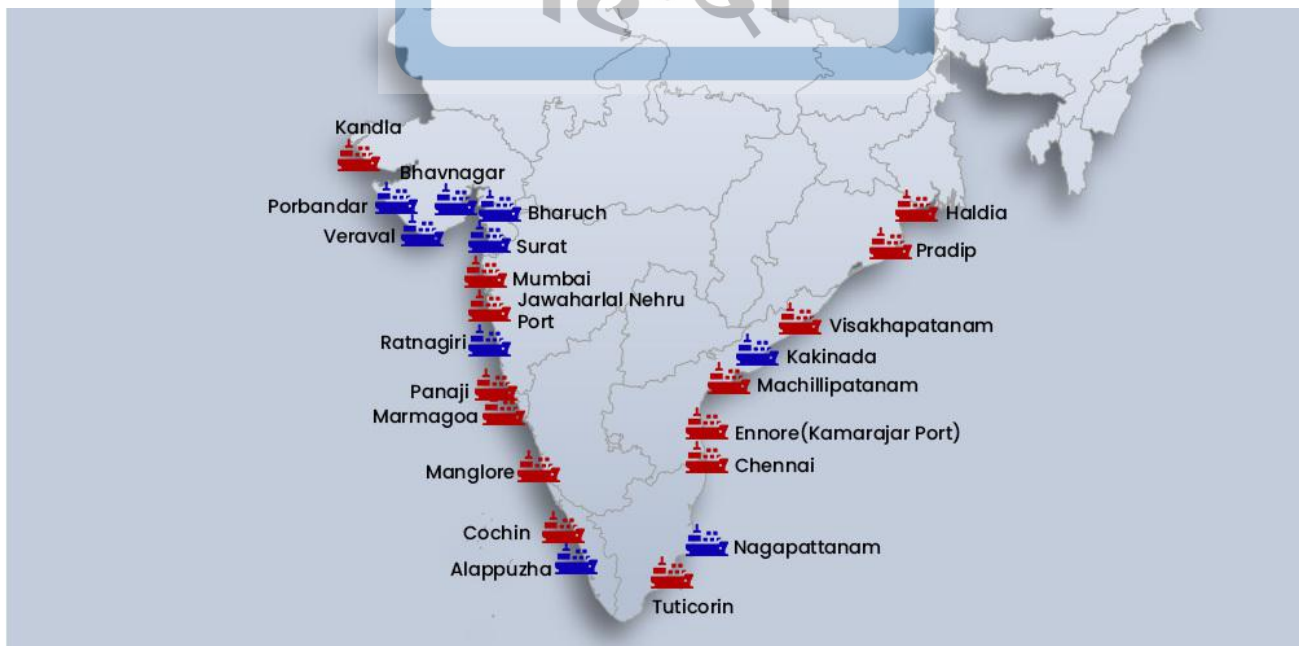 Kandla
Bhavnagar
Porbandar
Bharuch
Veraval
Surat
Mumbai
Jawaharlal Nehru
Port
Ratnagiri
Panaji
Marmagoa
Manglore
Cochin
Alappuzha
Haldia
Pradip
Visakhapatanam
Kakinada
Machillipatanam
Ennore(Kamarajar Port)
Chennai
Nagapattanam
Tuticorin